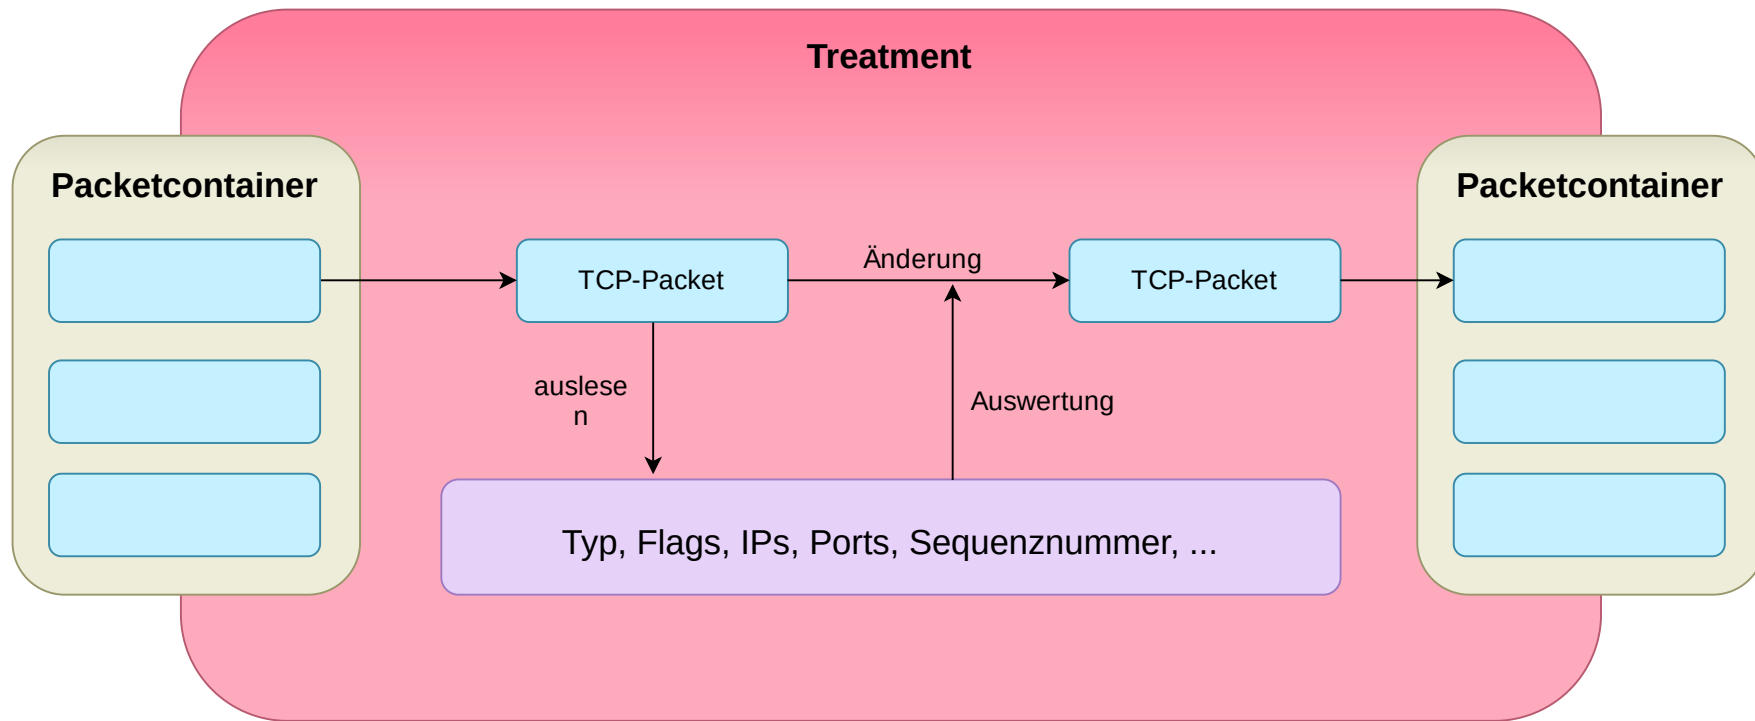 Treatment
Packetcontainer
Packetcontainer
TCP-Packet
Änderung
TCP-Packet
auslese
n
Auswertung
Typ, Flags, IPs, Ports, Sequenznummer, ...